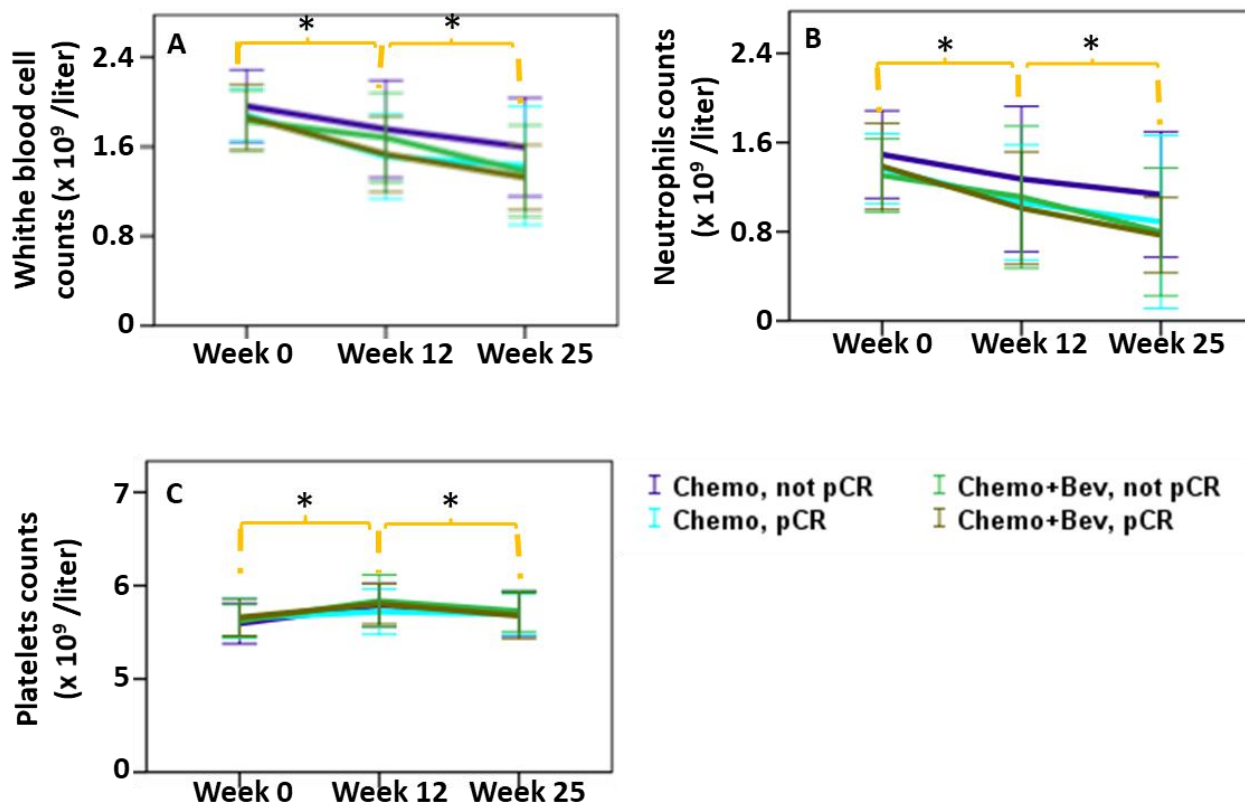 A
* *
Whithe blood cell
counts (x 10⁹ /liter)
2.4
1.6
0.8
0
Week 0 Week 12 Week 25
B
* *
Neutrophils counts
(x 10⁹ /liter)
2.4
1.6
0.8
0
Week 0 Week 12 Week 25
C
* *
Platelets counts
(x 10⁹ /liter)
7
6
5
0
Week 0 Week 12 Week 25
Chemo, not pCR
Chemo, pCR
Chemo+Bev, not pCR
Chemo+Bev, pCR